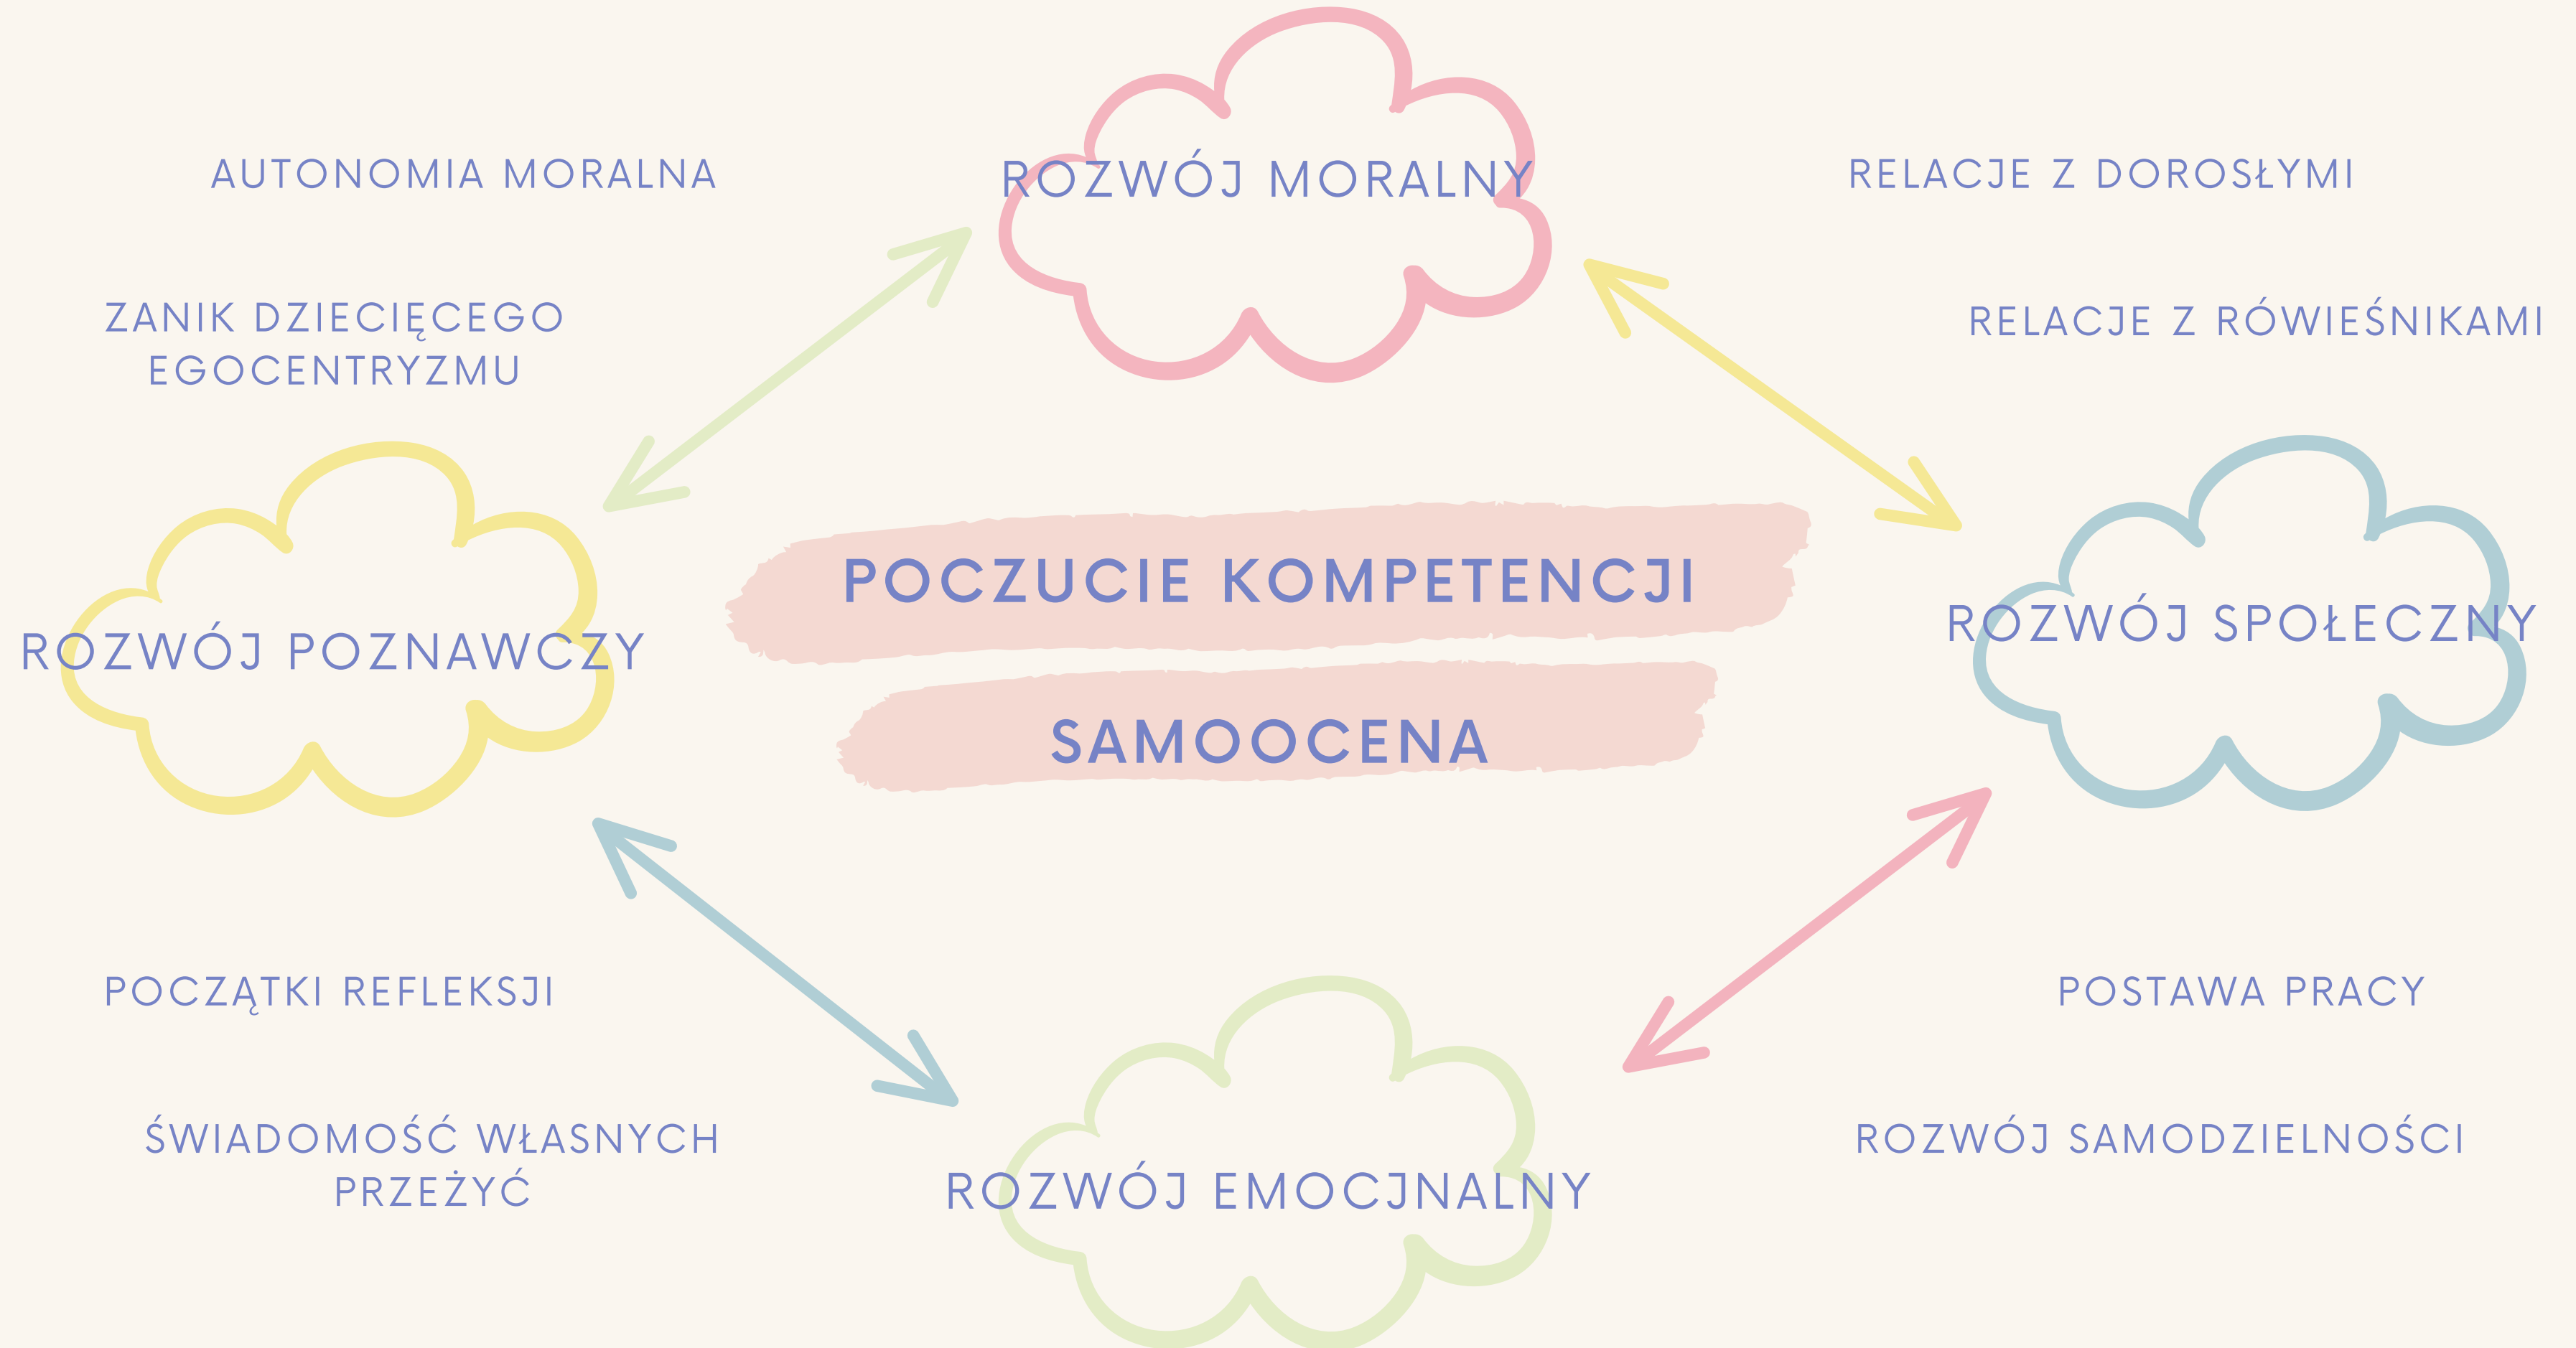 AUTONOMIA MORALNA
ROZWÓJ MORALNY
RELACJE Z DOROSŁYMI
ZANIK DZIECIĘCEGO
EGOCENTRYZMU
RELACJE Z RÓWIEŚNIKAMI
POCZUCIE KOMPETENCJI
ROZWÓJ POZNAWCZY
ROZWÓJ SPOŁECZNY
SAMOOCENA
POCZĄTKI REFLEKSJI
POSTAWA PRACY
ŚWIADOMOŚĆ WŁASNYCH
PRZEŻYĆ
ROZWÓJ SAMODZIELNOŚCI
ROZWÓJ EMOCJNALNY